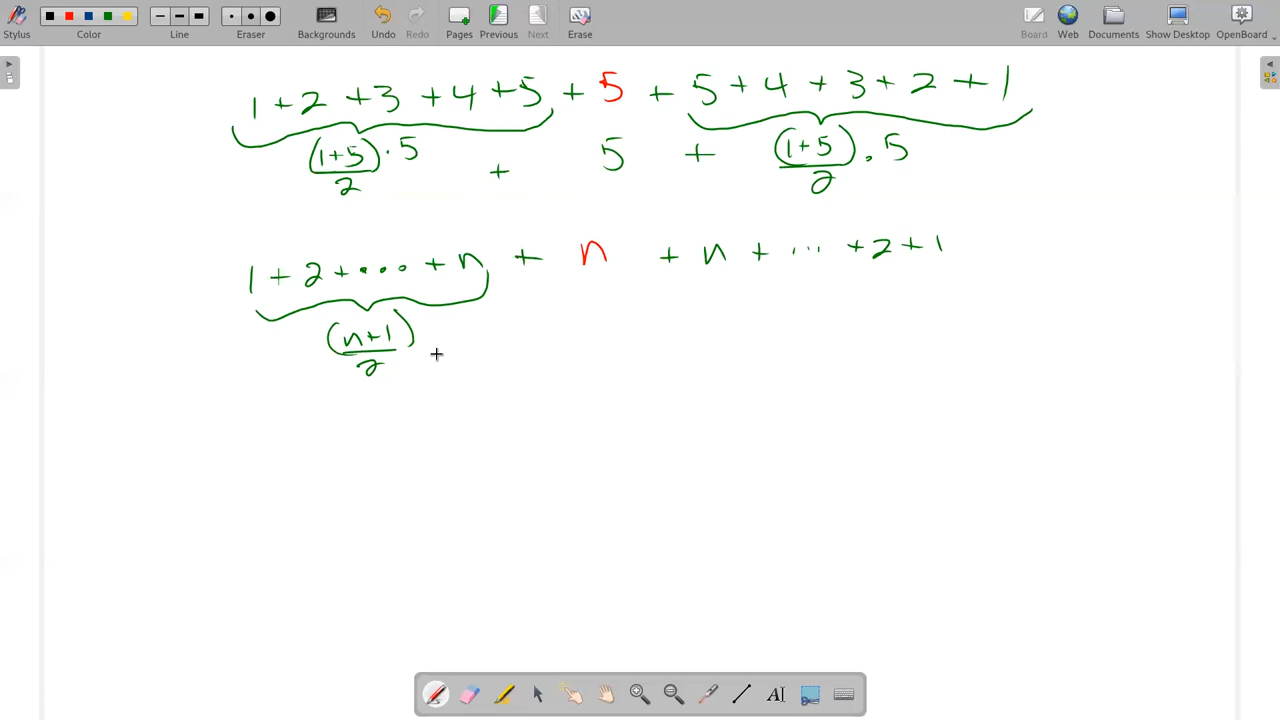 Stylus Color Line Eraser Backgrounds Undo Redo Pages Previous Next Erase Board Web Documents Show Desktop OpenBoard
1 + 2 + 3 + 4 + 5 + 5 + 5 + 4 + 3 + 2 + 1
(1+5)/2 · 5 + 5 + (1+5)/2 · 5
1 + 2 + ... + n + n + n + ... + 2 + 1
(n+1)/2